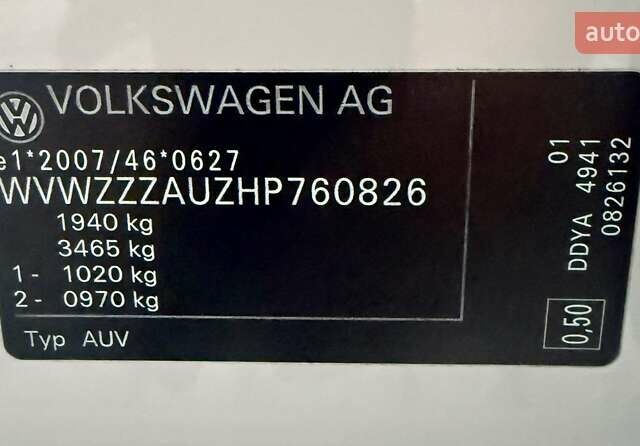 auto
VOLKSWAGEN AG
e1*2007/46*0627
WVWZZZAUZHP760826
1940 kg
3465 kg
1 - 1020 kg
2 - 0970 kg
Typ AUV
01
DDYA 4941
0826132
0,50